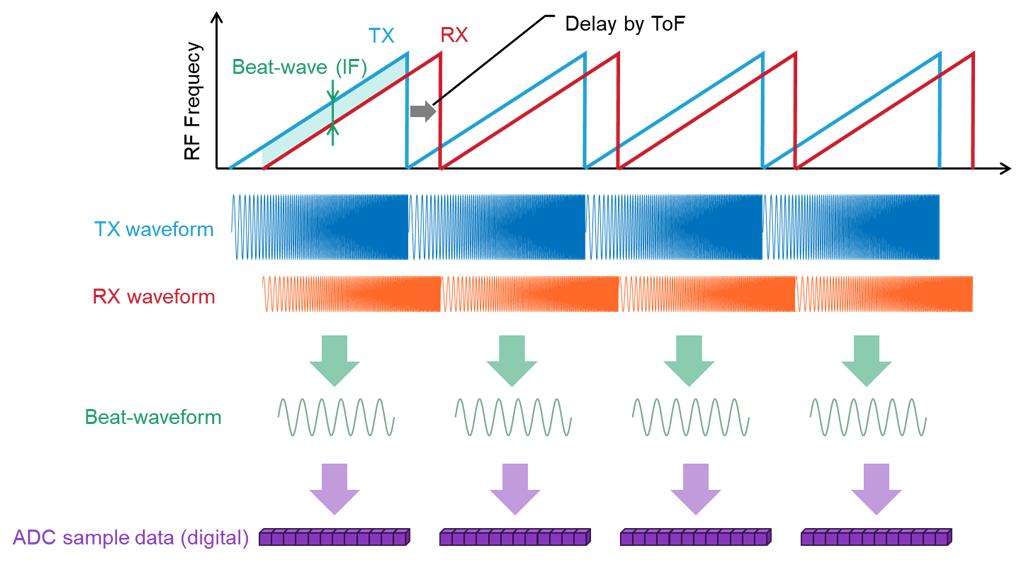 Delay by ToF
TX
RX
Beat-wave (IF)
RF Frequecy
TX waveform
RX waveform
Beat-waveform
ADC sample data (digital)